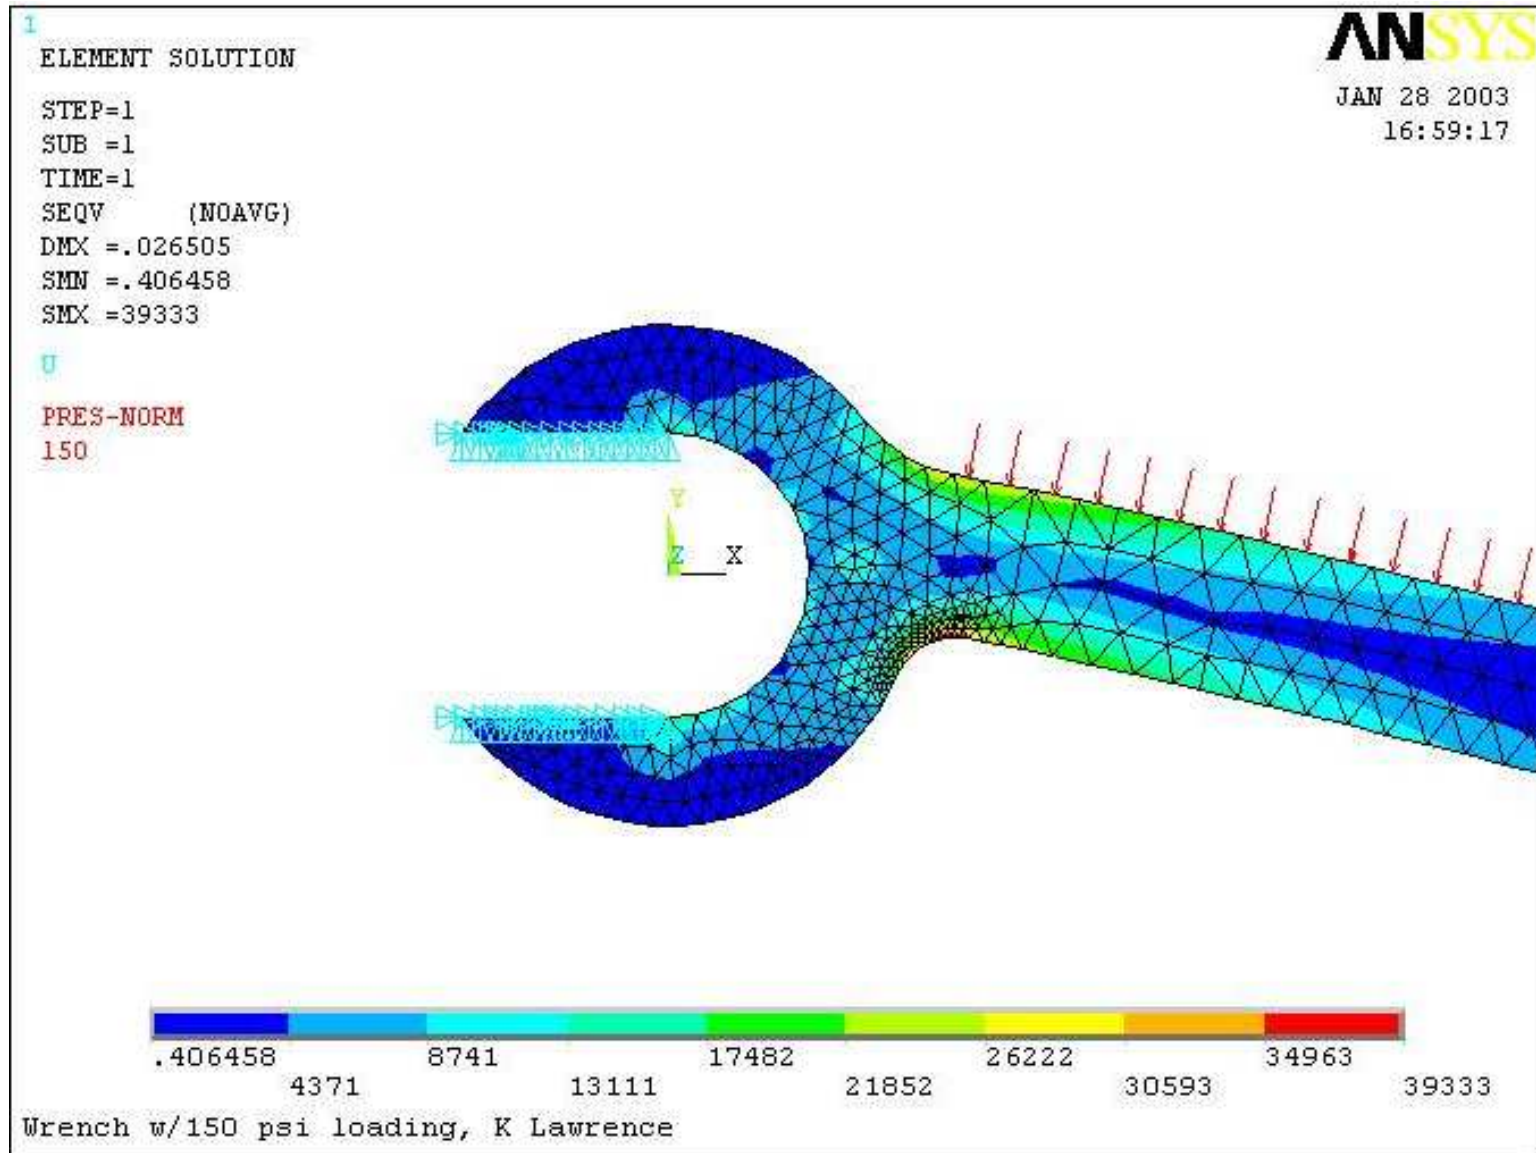 1
ELEMENT SOLUTION
STEP=1
SUB =1
TIME=1
SEQV (NOAVG)
DMX =.026505
SMN =.406458
SMX =39333
U
PRES-NORM
150
ANSYS
JAN 28 2003
16:59:17
Y
Z X
.406458 8741 17482 26222 34963
4371 13111 21852 30593 39333
Wrench w/150 psi loading, K Lawrence